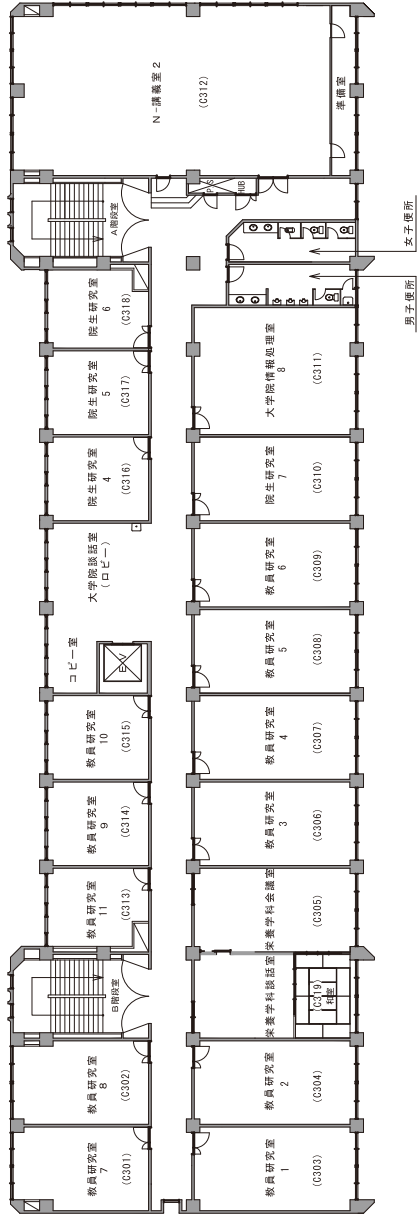 N-講義室2
(C312)
準備室
A階段室
PS
HUB
女子便所
男子便所
院生研究室
6
(C318)
院生研究室
5
(C317)
院生研究室
4
(C316)
大学院談話室
(ロビー)
コピー室
EXV
教員研究室
10
(C315)
教員研究室
9
(C314)
教員研究室
11
(C313)
B階段室
教員研究室
8
(C302)
教員研究室
7
(C301)
大学院情報処理室
8
(C311)
院生研究室
7
(C310)
教員研究室
6
(C309)
教員研究室
5
(C308)
教員研究室
4
(C307)
教員研究室
3
(C306)
栄養学科会議室
(C305)
栄養学科談話室
(C319)
和室
教員研究室
2
(C304)
教員研究室
1
(C303)